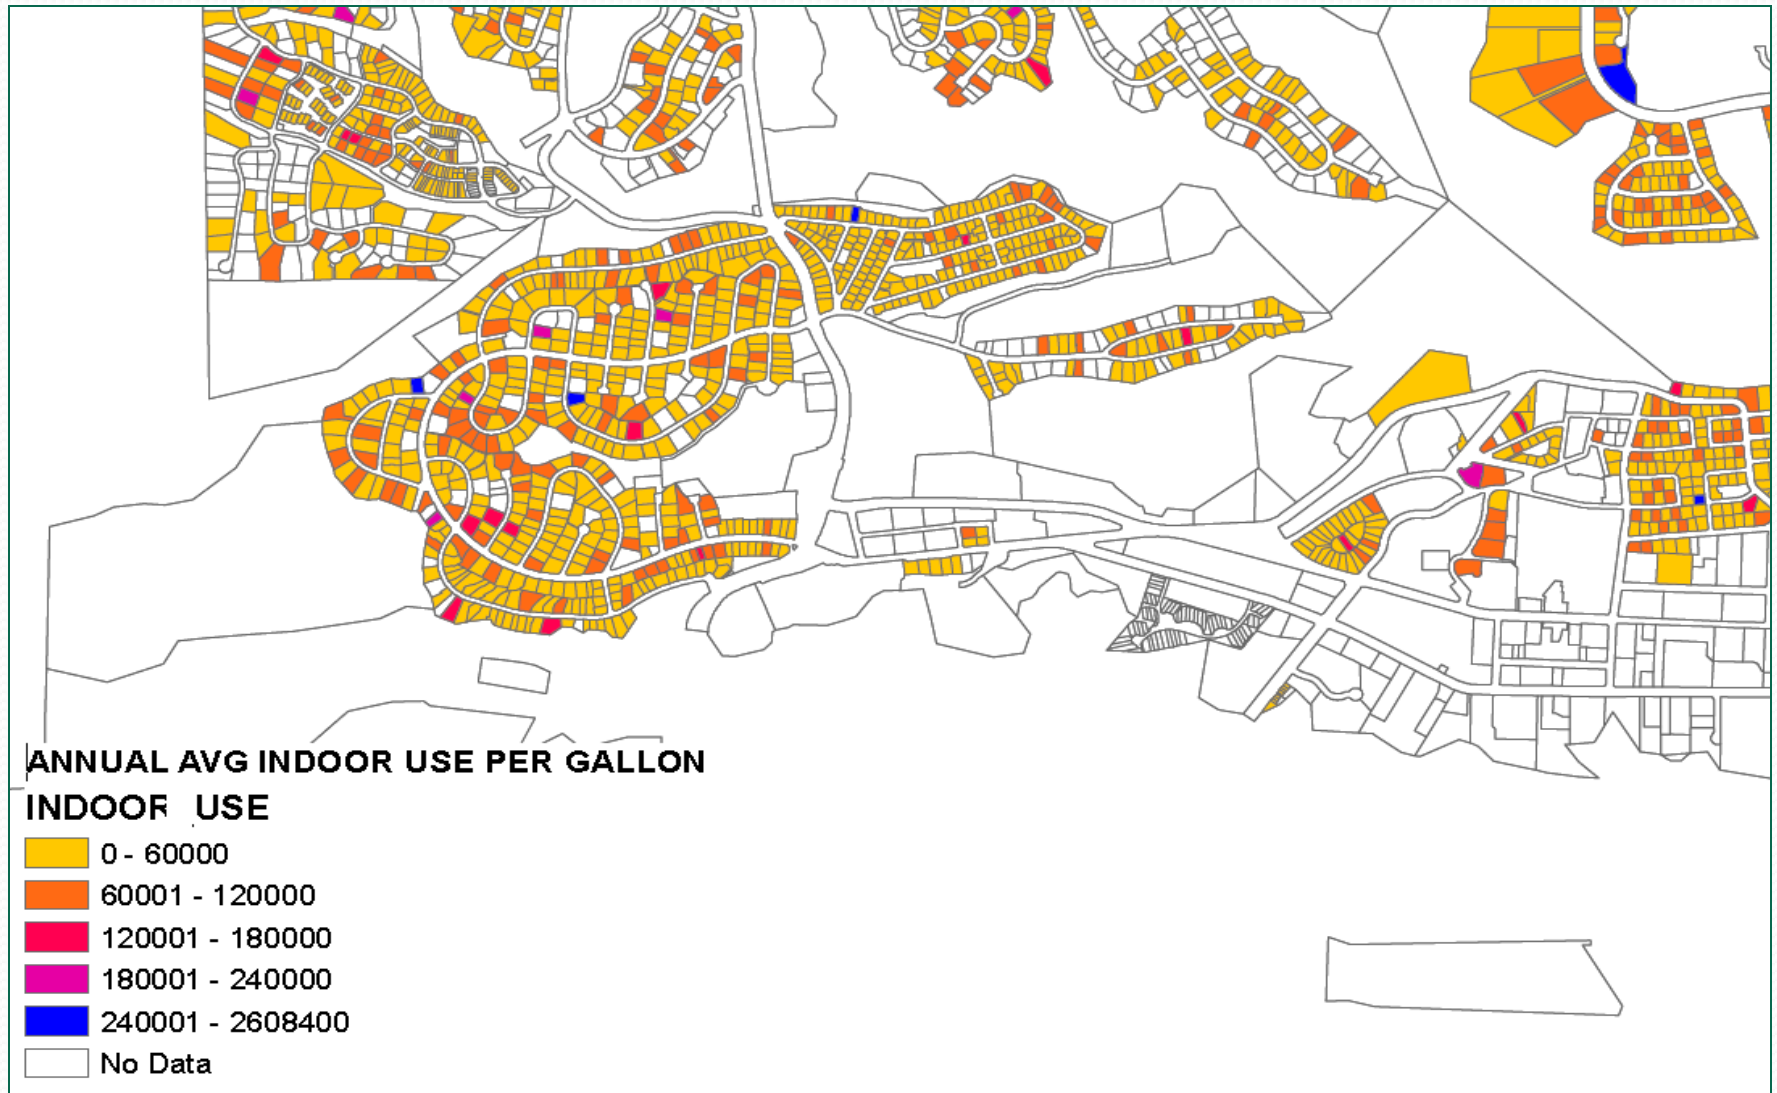 ANNUAL AVG INDOOR USE PER GALLON
INDOOR USE
0 - 60000
60001 - 120000
120001 - 180000
180001 - 240000
240001 - 2608400
No Data